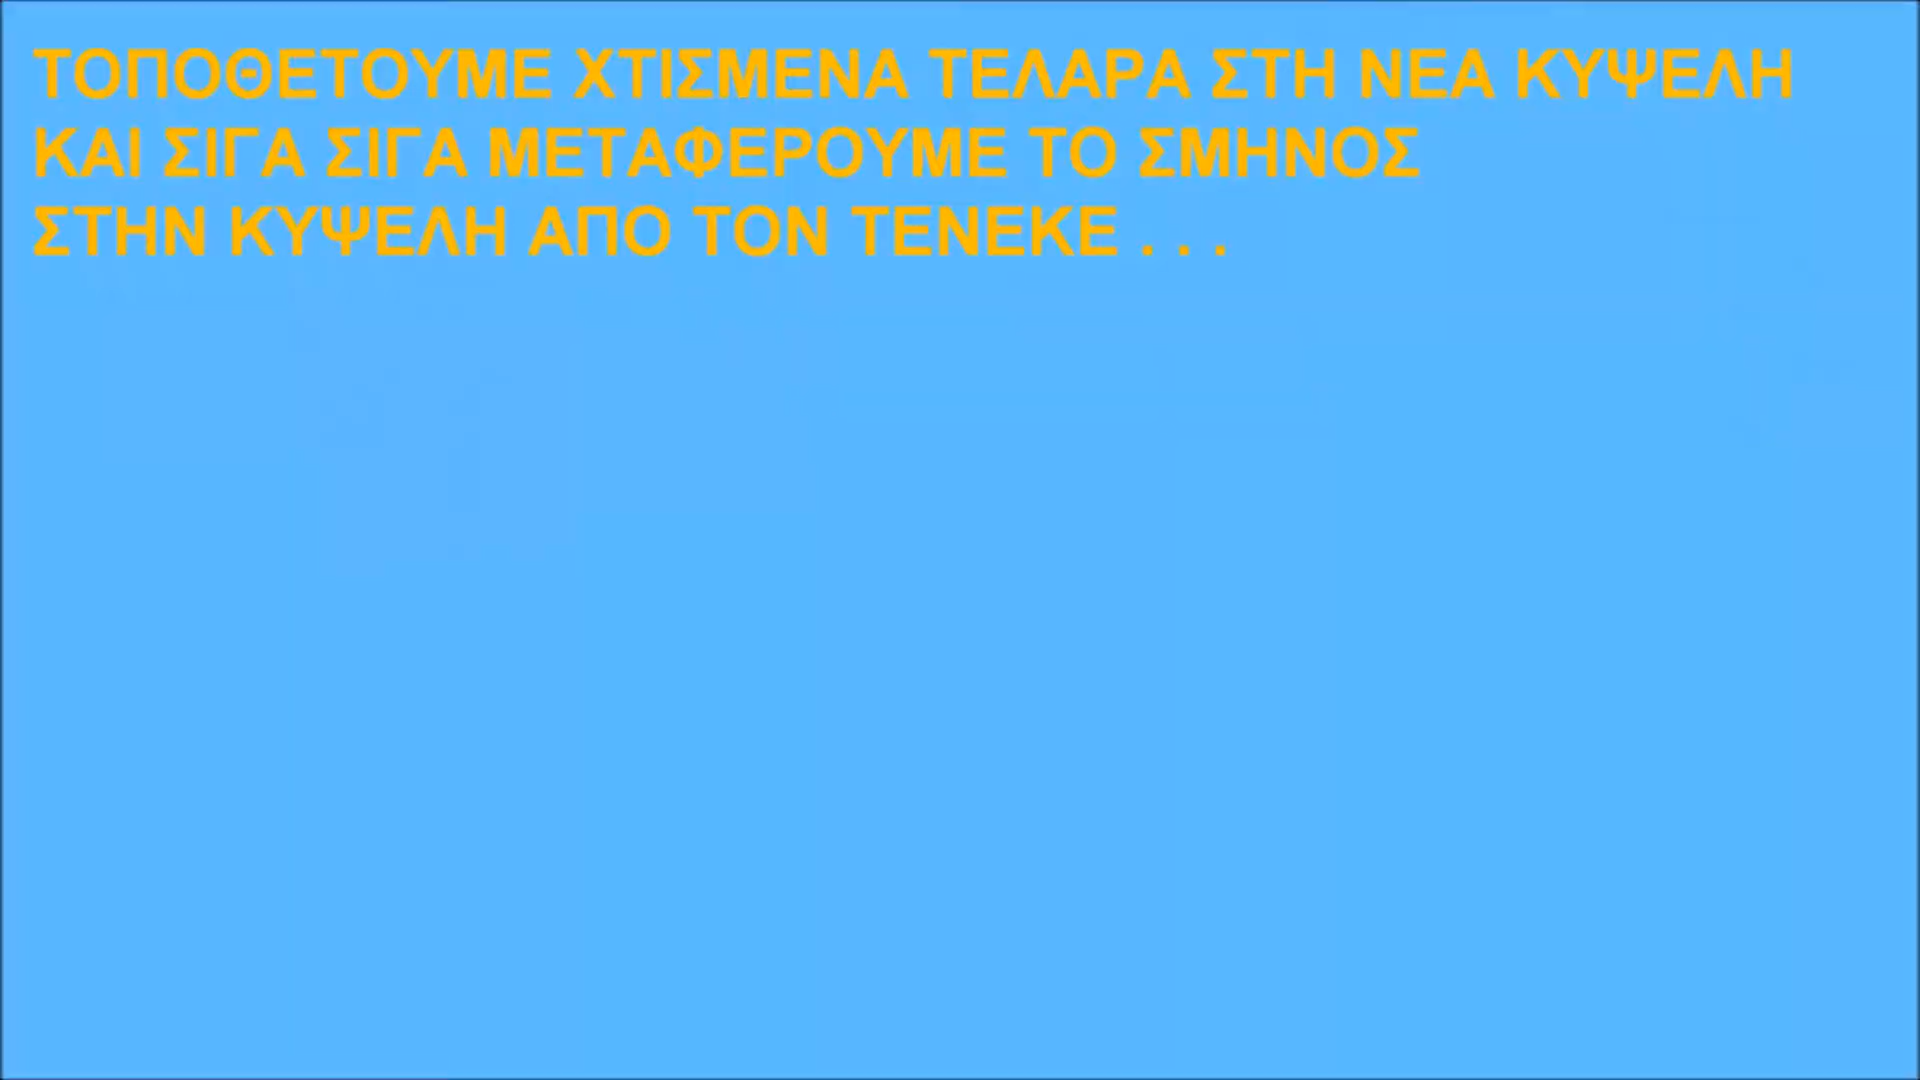 ΤΟΠΟΘΕΤΟΥΜΕ ΧΤΙΣΜΕΝΑ ΤΕΛΑΡΑ ΣΤΗ ΝΕΑ ΚΥΨΕΛΗ
ΚΑΙ ΣΙΓΑ ΣΙΓΑ ΜΕΤΑΦΕΡΟΥΜΕ ΤΟ ΣΜΗΝΟΣ
ΣΤΗΝ ΚΥΨΕΛΗ ΑΠΟ ΤΟΝ ΤΕΝΕΚΕ . . .